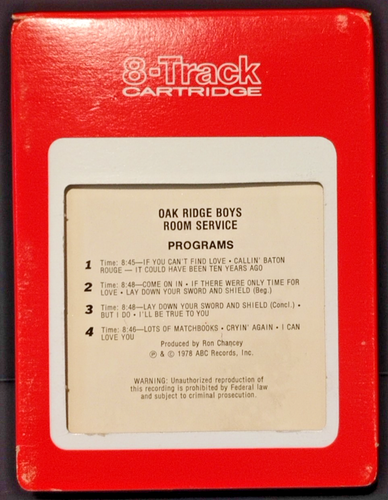 8-Track
CARTRIDGE
OAK RIDGE BOYS
ROOM SERVICE
PROGRAMS
1 Time: 8:45—IF YOU CAN'T FIND LOVE • CALLIN' BATON
ROUGE — IT COULD HAVE BEEN TEN YEARS AGO
2 Time: 8:48—COME ON IN • IF THERE WERE ONLY TIME FOR
LOVE • LAY DOWN YOUR SWORD AND SHIELD (Beg.)
3 Time: 8:48—LAY DOWN YOUR SWORD AND SHIELD (Concl.) •
BUT I DO • I'LL BE TRUE TO YOU
4 Time: 8:46—LOTS OF MATCHBOOKS • CRYIN' AGAIN • I CAN
LOVE YOU
Produced by Ron Chancey
℗ & © 1978 ABC Records, Inc.
WARNING: Unauthorized reproduction of
this recording is prohibited by Federal law
and subject to criminal prosecution.